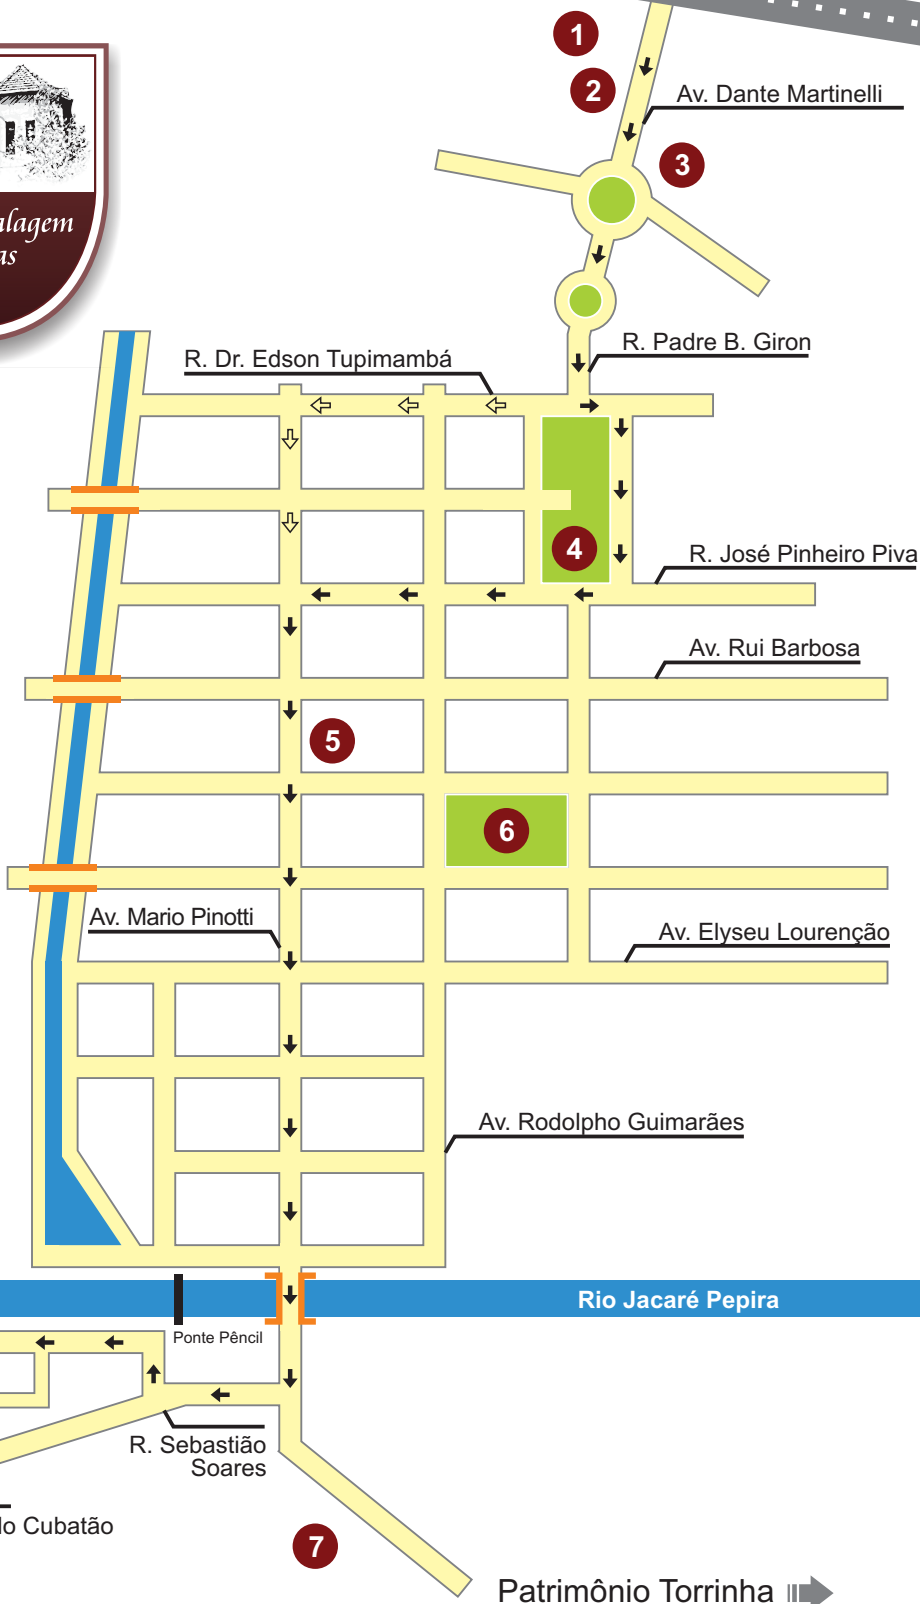 1
2
Av. Dante Martinelli
3
R. Padre B. Giron
R. Dr. Edson Tupimambá
4
R. José Pinheiro Piva
Av. Rui Barbosa
5
6
Av. Mario Pinotti
Av. Elyseu Lourenção
Av. Rodolpho Guimarães
Rio Jacaré Pepira
Ponte Pêncil
R. Sebastião
Soares
Cubatão
7
Patrimônio Torrinha